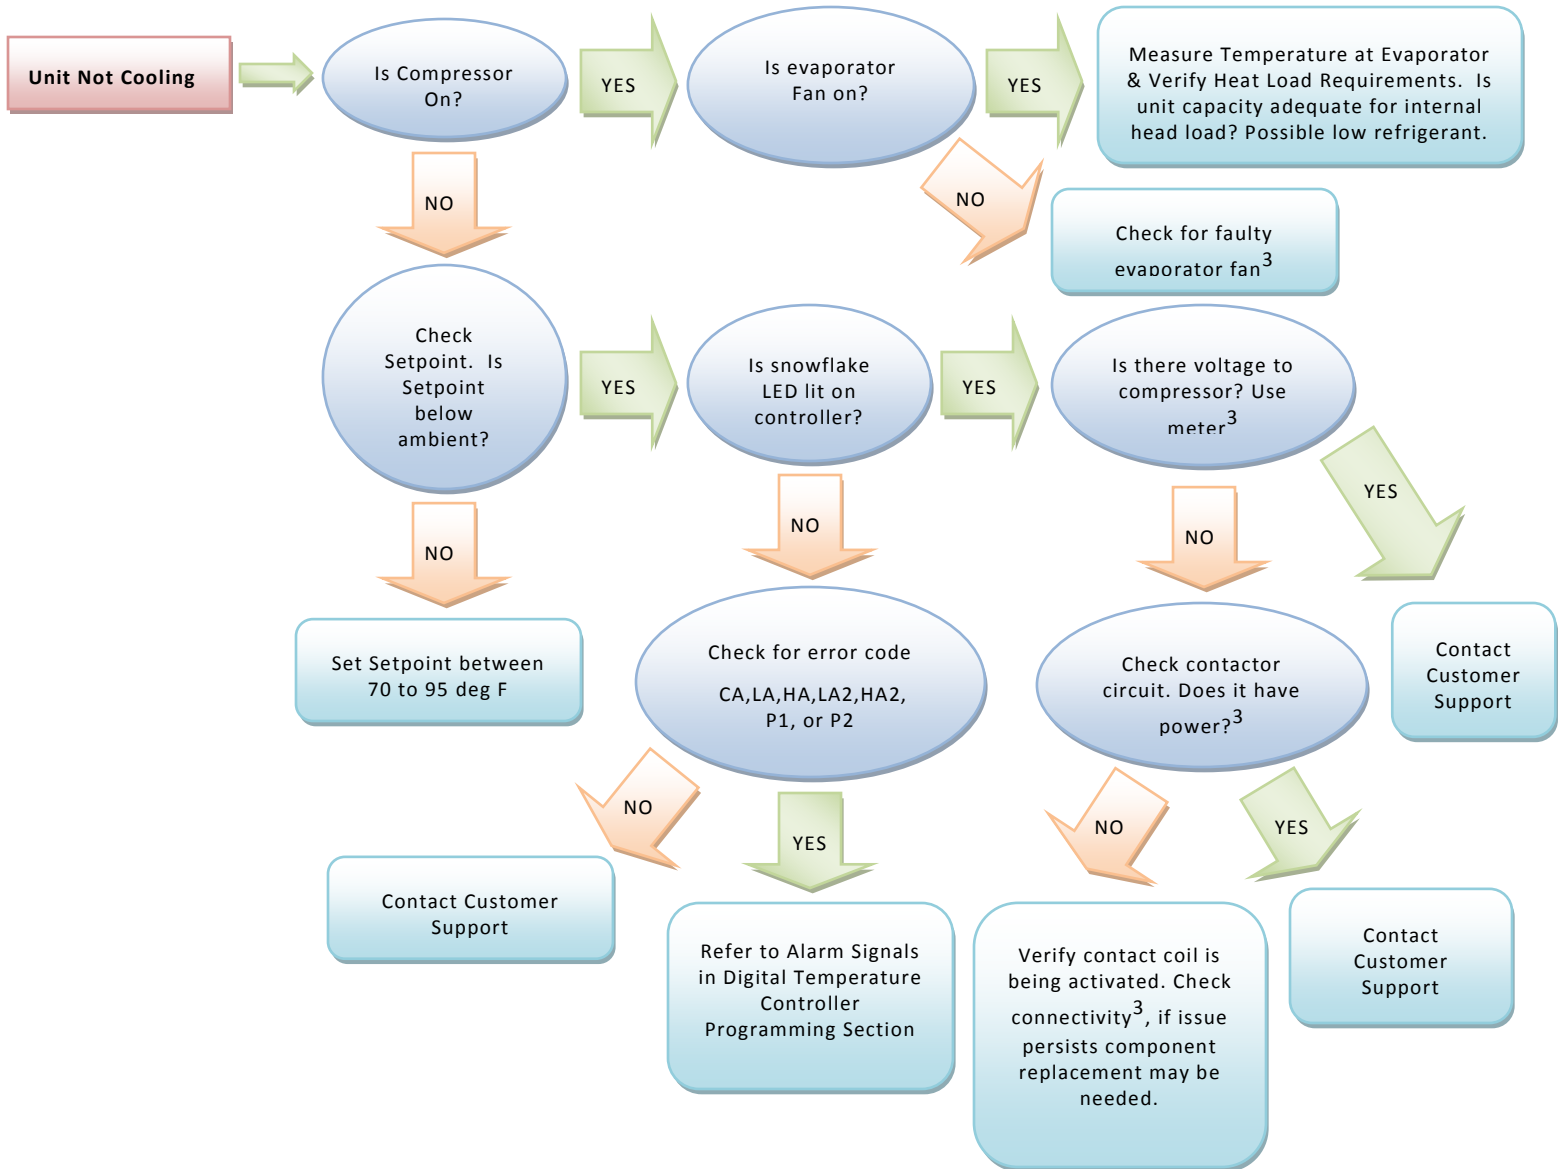 Unit Not Cooling
Is Compressor
On?
YES
Is evaporator
Fan on?
YES
Measure Temperature at Evaporator
& Verify Heat Load Requirements.  Is
unit capacity adequate for internal
head load? Possible low refrigerant.
NO
NO
Check for faulty
evaporator fan3
Check
Setpoint.  Is
Setpoint
below
ambient?
YES
Is snowflake
LED lit on
controller?
YES
Is there voltage to
compressor? Use
meter3
YES
NO
NO
NO
Set Setpoint between
70 to 95 deg F
Check for error code
CA,LA,HA,LA2,HA2,
P1, or P2
Check contactor
circuit. Does it have
power?3
Contact
Customer
Support
NO
YES
NO
YES
Contact Customer
Support
Refer to Alarm Signals
in Digital Temperature
Controller
Programming Section
Verify contact coil is
being activated. Check
connectivity3, if issue
persists component
replacement may be
needed.
Contact
Customer
Support